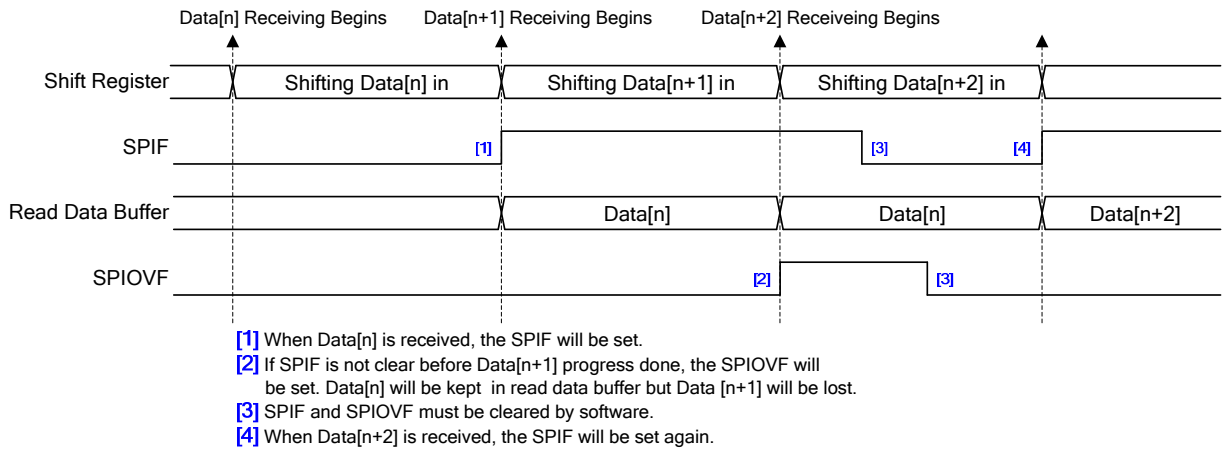 Data[n] Receiving Begins Data[n+1] Receiving Begins Data[n+2] Receiveing Begins
Shift Register Shifting Data[n] in Shifting Data[n+1] in Shifting Data[n+2] in
SPIF [1] [3] [4]
Read Data Buffer Data[n] Data[n] Data[n+2]
SPIOVF [2] [3]
[1] When Data[n] is received, the SPIF will be set.
[2] If SPIF is not clear before Data[n+1] progress done, the SPIOVF will
be set. Data[n] will be kept in read data buffer but Data [n+1] will be lost.
[3] SPIF and SPIOVF must be cleared by software.
[4] When Data[n+2] is received, the SPIF will be set again.